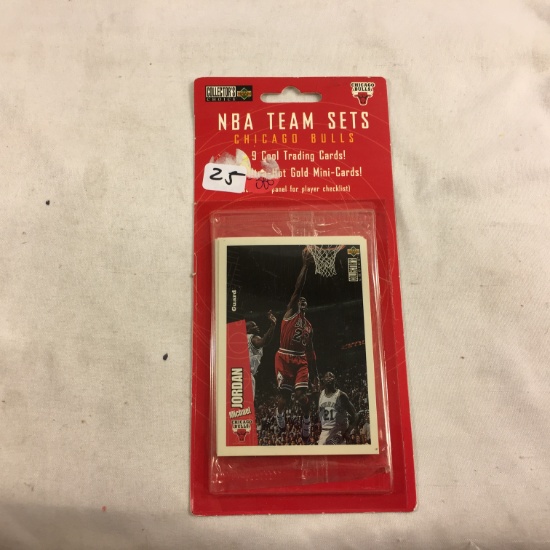 COLLECTOR'S
CHOICE
CHICAGO
BULLS
NBA TEAM SETS
CHICAGO BULLS
9 Cool Trading Cards!
Hot Gold Mini-Cards!
panel for player checklist)
25
Guard
Michael
JORDAN
CHICAGO
BULLS
21